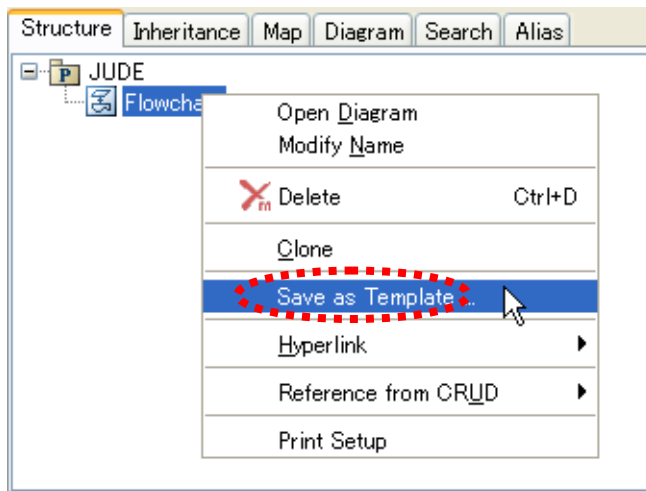 Structure Inheritance Map Diagram Search Alias
P JUDE
Flowcha
Open Diagram
Modify Name
Delete Ctrl+D
Clone
Save as Template ...
Hyperlink
Reference from CRUD
Print Setup